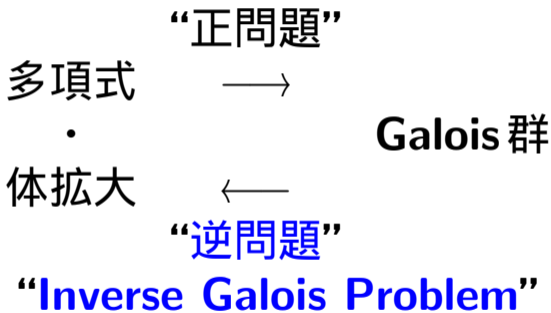 “正問題”
多項式 ⟶
・ Galois群
体拡大 ⟵
“逆問題”
“Inverse Galois Problem”